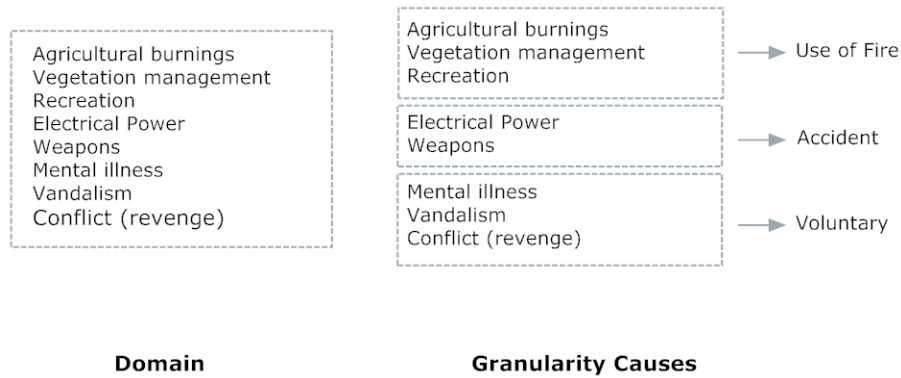 Agricultural burnings
Vegetation management
Recreation
Electrical Power
Weapons
Mental illness
Vandalism
Conflict (revenge)
Agricultural burnings
Vegetation management
Recreation
Use of Fire
Electrical Power
Weapons
Accident
Mental illness
Vandalism
Conflict (revenge)
Voluntary
Domain
Granularity Causes